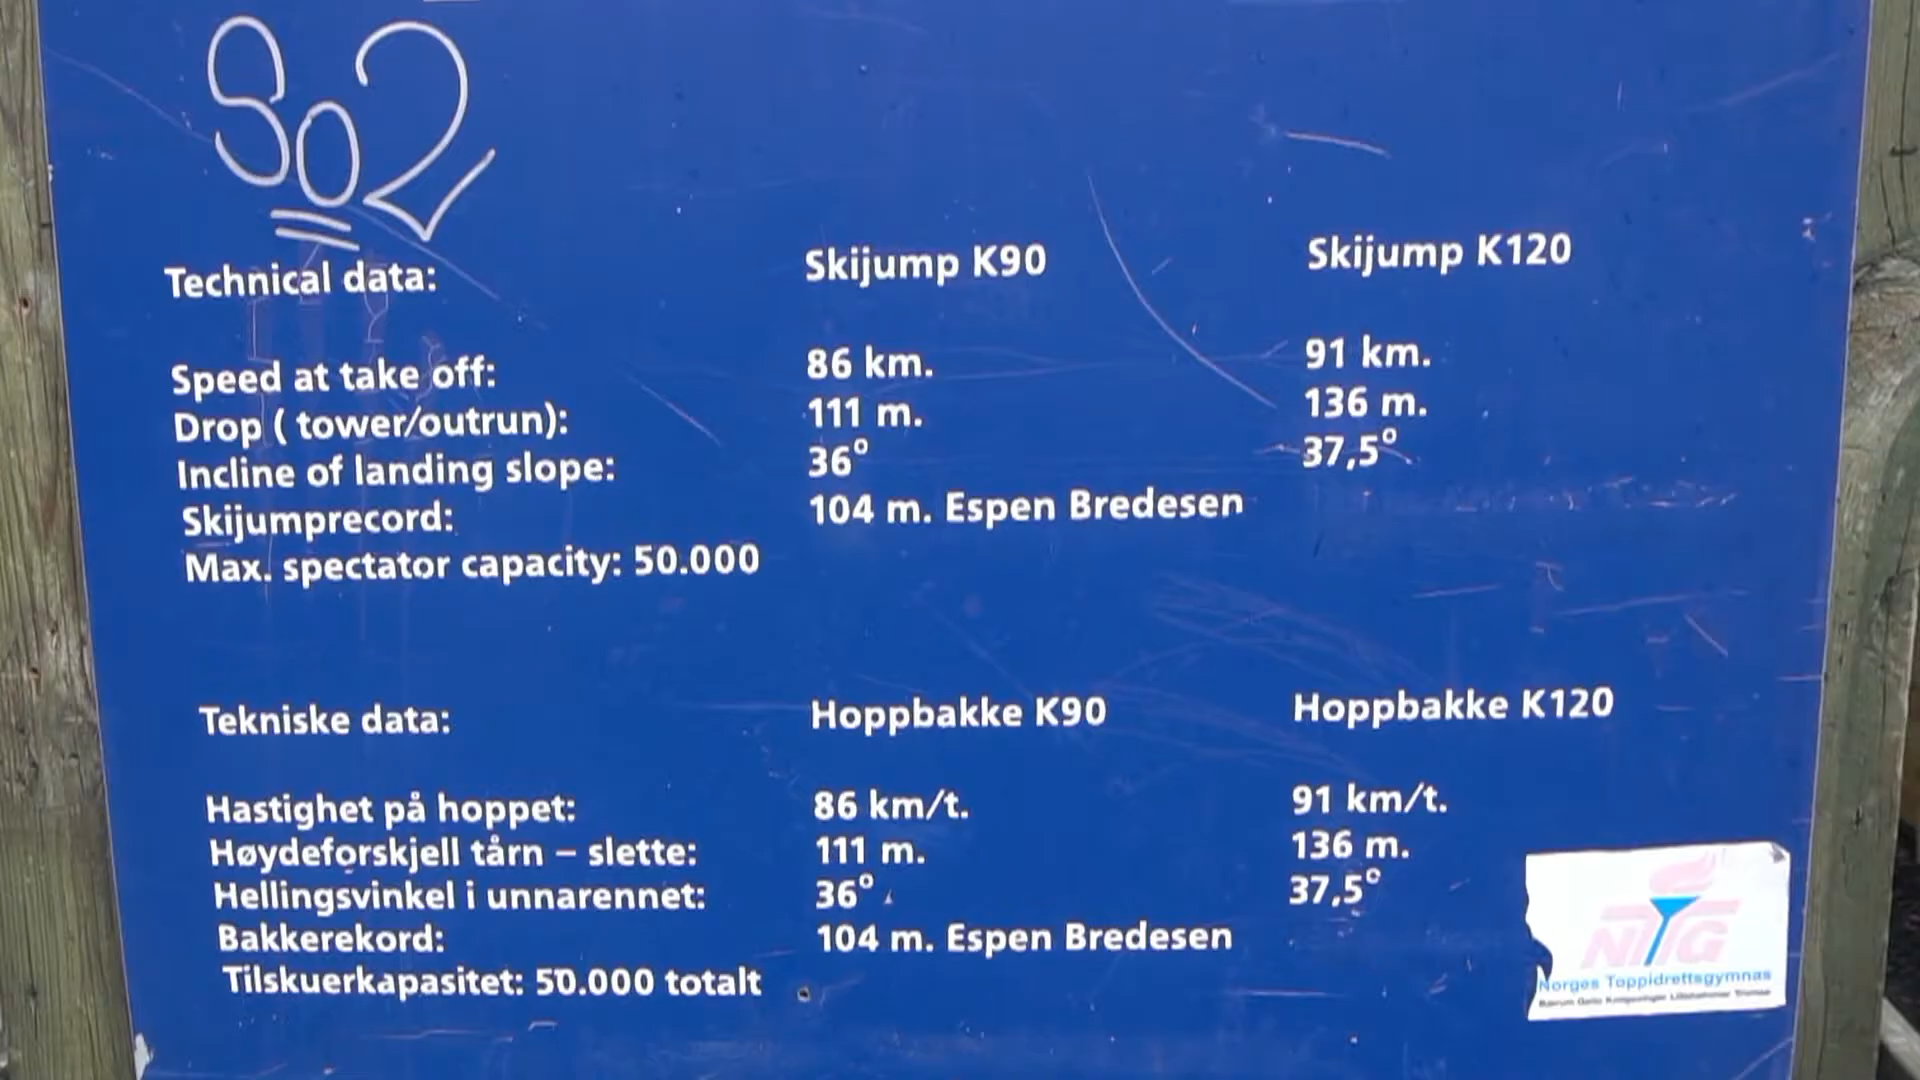 So2
Technical data: Skijump K90 Skijump K120
Speed at take off: 86 km. 91 km.
Drop ( tower/outrun): 111 m. 136 m.
Incline of landing slope: 36° 37,5°
Skijumprecord: 104 m. Espen Bredesen
Max. spectator capacity: 50.000
Tekniske data: Hoppbakke K90 Hoppbakke K120
Hastighet på hoppet: 86 km/t. 91 km/t.
Høydeforskjell tårn – slette: 111 m. 136 m.
Hellingsvinkel i unnarennet: 36° 37,5°
Bakkerekord: 104 m. Espen Bredesen
Tilskuerkapasitet: 50.000 totalt
NTG
Norges Toppidrettsgymnas